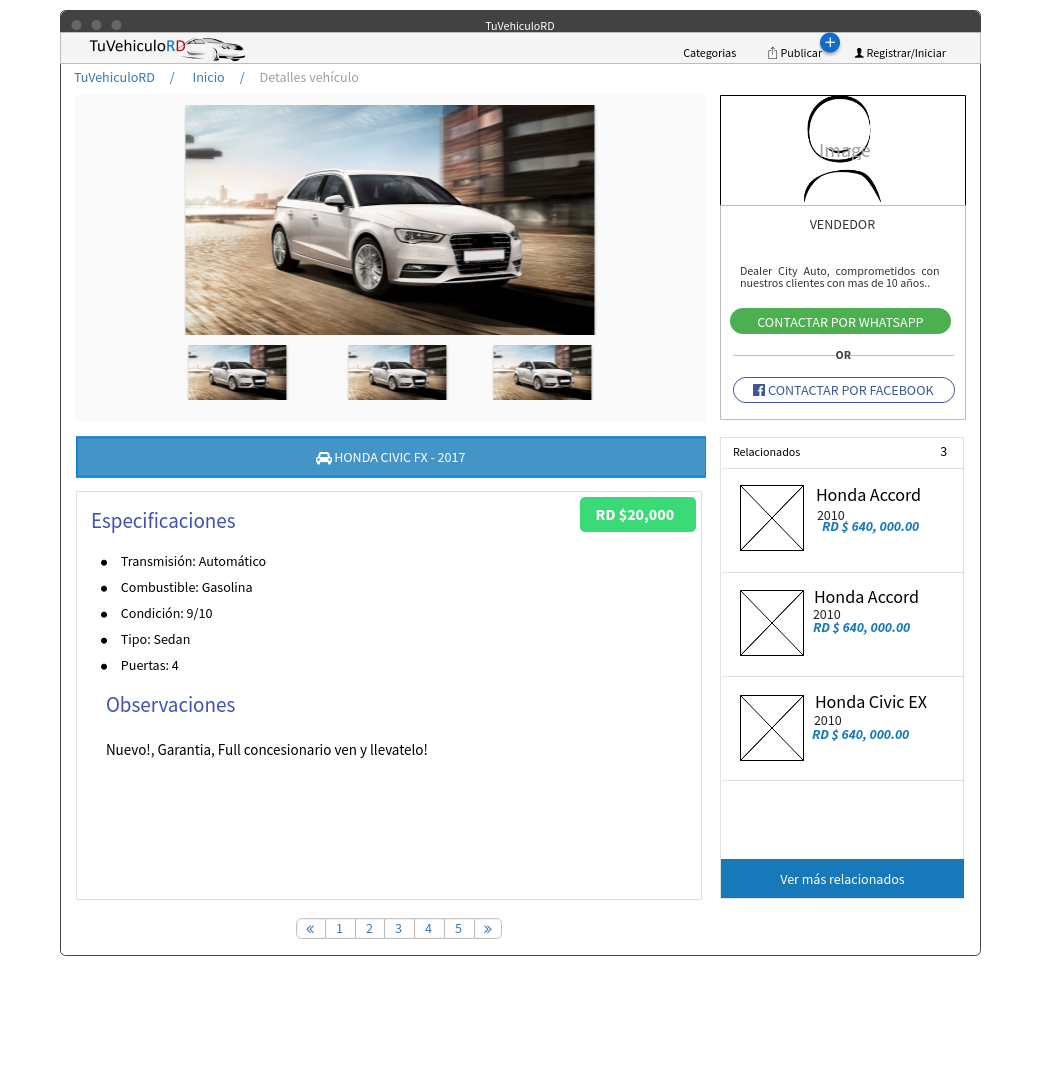 TuVehiculoRD
TuVehiculoRD
Categorias
Publicar
+
Registrar/Iniciar
TuVehiculoRD / Inicio / Detalles vehículo
Image
VENDEDOR
Dealer City Auto, comprometidos con
nuestros clientes con mas de 10 años..
CONTACTAR POR WHATSAPP
OR
CONTACTAR POR FACEBOOK
HONDA CIVIC FX - 2017
RD $20,000
Especificaciones
Transmisión: Automático
Combustible: Gasolina
Condición: 9/10
Tipo: Sedan
Puertas: 4
Observaciones
Nuevo!, Garantia, Full concesionario ven y llevatelo!
Relacionados 3
Honda Accord
2010
RD $ 640, 000.00
Honda Accord
2010
RD $ 640, 000.00
Honda Civic EX
2010
RD $ 640, 000.00
Ver más relacionados
« 1 2 3 4 5 »